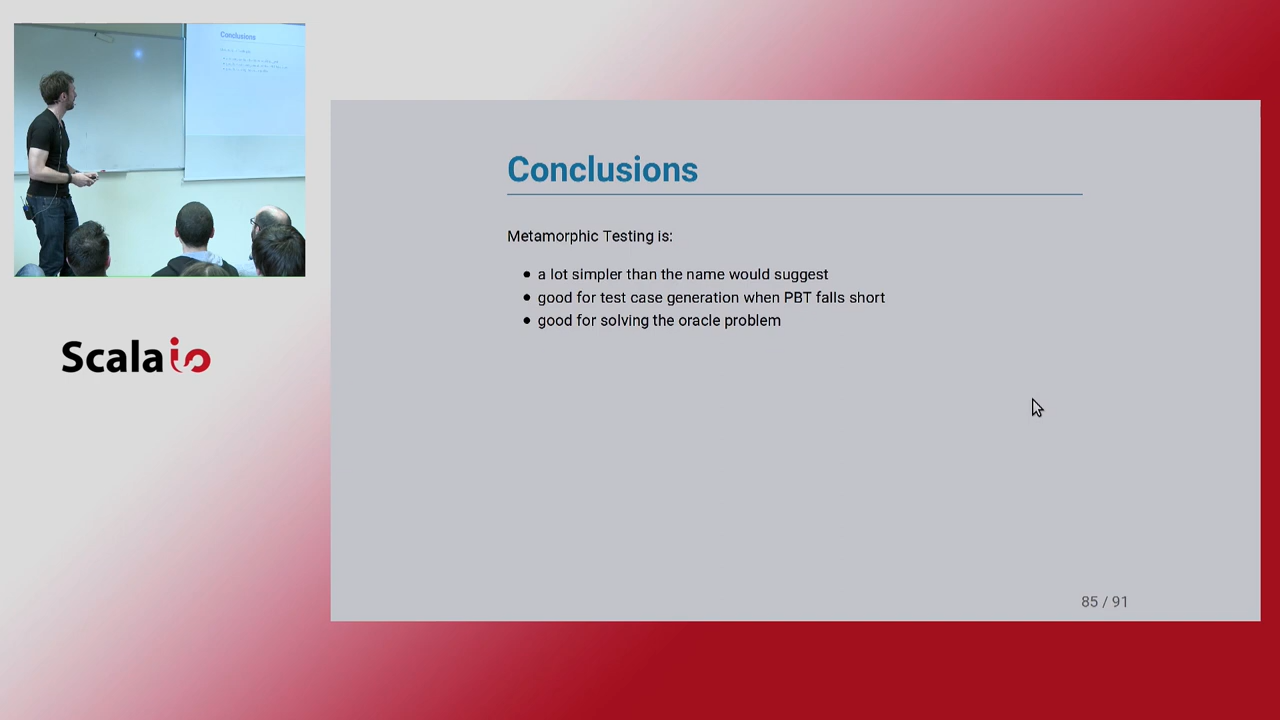 Conclusions
Conclusions
Metamorphic Testing is:
a lot simpler than the name would suggest
good for test case generation when PBT falls short
good for solving the oracle problem
Scala io
85 / 91